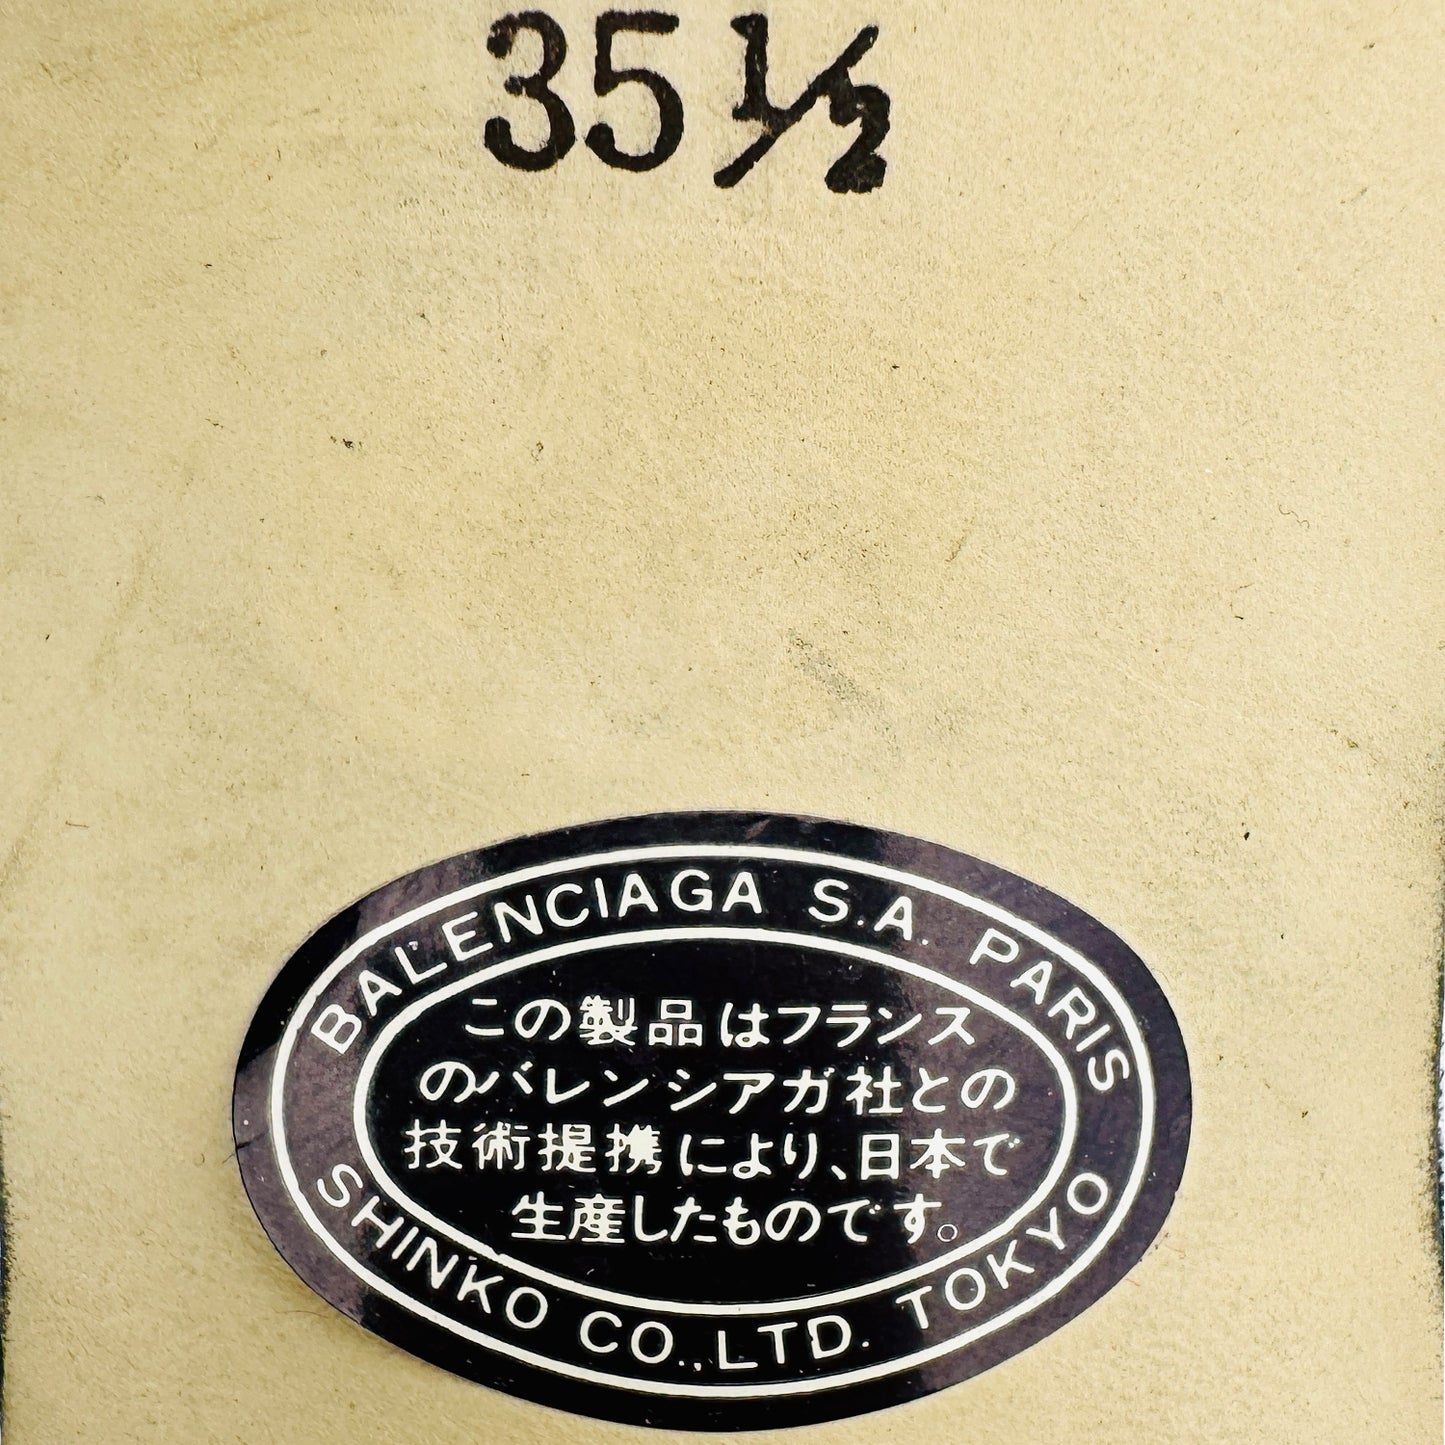 35 1/2
BALENCIAGA S.A. PARIS
この製品はフランス
のバレンシアガ社との
技術提携により、日本で
生産したものです。
SHINKO CO.,LTD. TOKYO